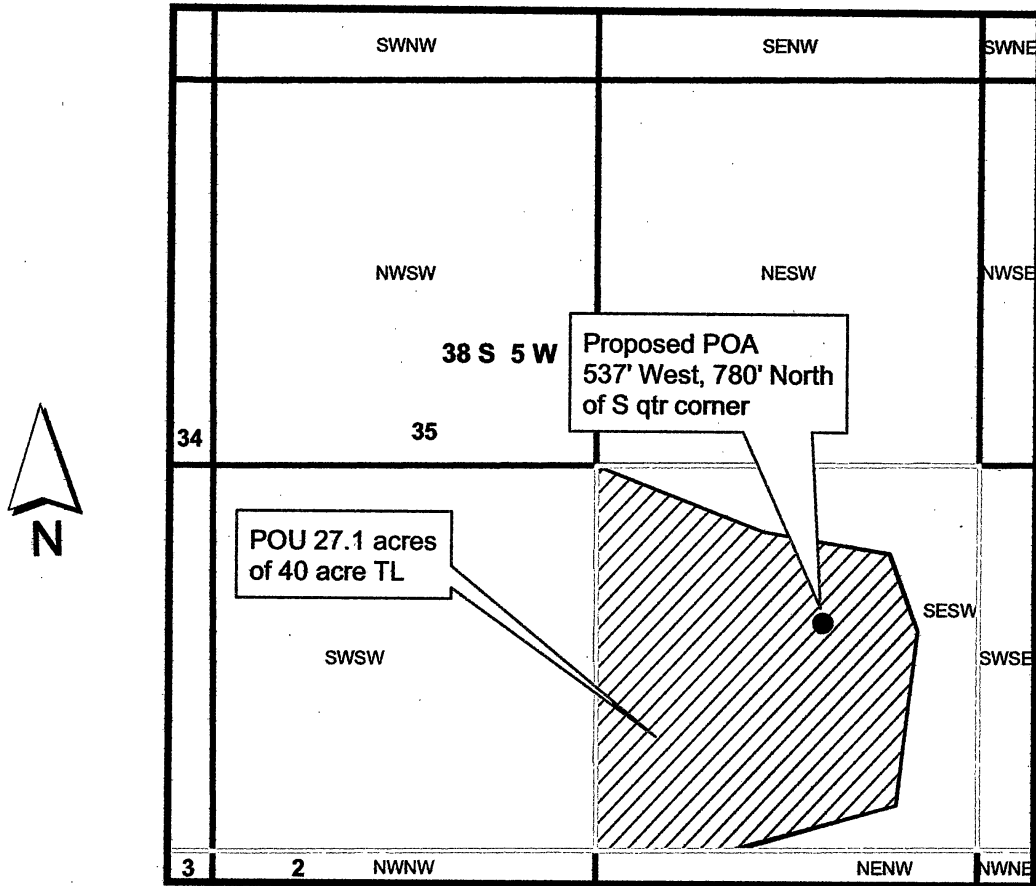 SWNW
SENW
SWNE
NWSW
NESW
NWSE
38 S 5 W
Proposed POA
537' West, 780' North
of S qtr corner
34
35
N
POU 27.1 acres
of 40 acre TL
SESW
SWSW
SWSE
3
2
NWNW
NENW
NWNE